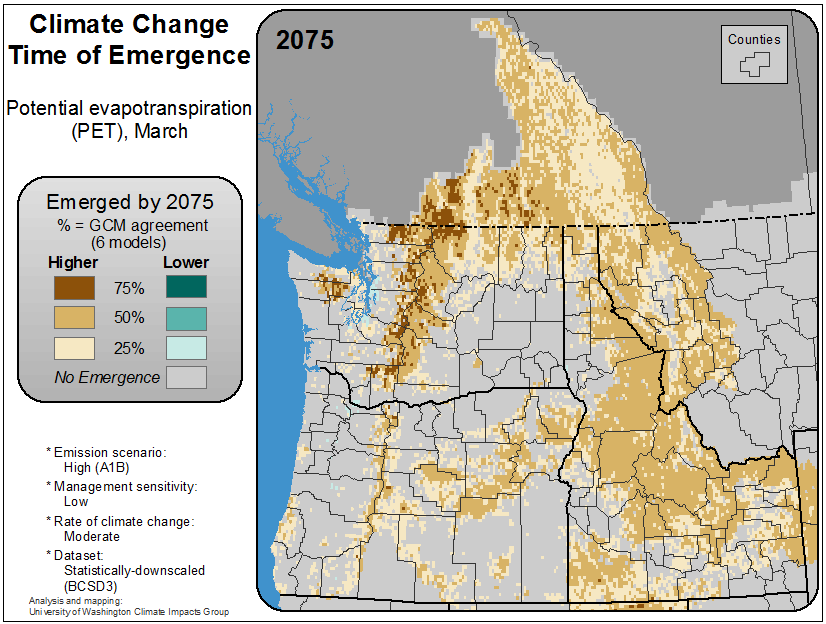 Climate Change
Time of Emergence
Potential evapotranspiration
(PET), March
Emerged by 2075
% = GCM agreement
(6 models)
Higher Lower
75%
50%
25%
No Emergence
* Emission scenario:
High (A1B)
* Management sensitivity:
Low
* Rate of climate change:
Moderate
* Dataset:
Statistically-downscaled
(BCSD3)
Analysis and mapping:
University of Washington Climate Impacts Group
2075
Counties